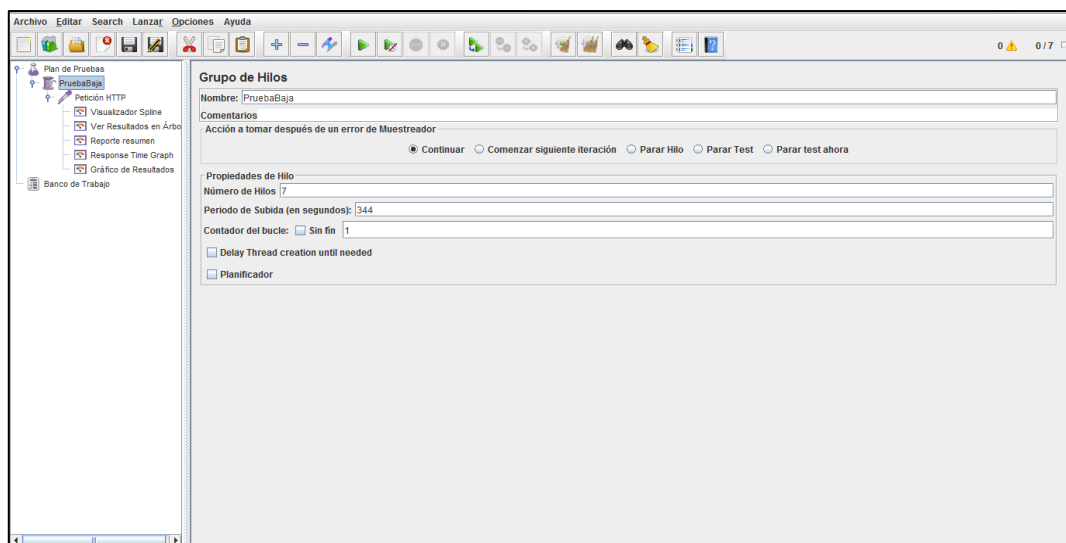 Archivo Editar Search Lanzar Opciones Ayuda
0 0 / 7
Plan de Pruebas
PruebaBaja
Petición HTTP
Visualizador Spline
Ver Resultados en Árbo
Reporte resumen
Response Time Graph
Gráfico de Resultados
Banco de Trabajo
Grupo de Hilos
Nombre: PruebaBaja
Comentarios
Acción a tomar después de un error de Muestreador
Continuar Comenzar siguiente iteración Parar Hilo Parar Test Parar test ahora
Propiedades de Hilo
Número de Hilos 7
Periodo de Subida (en segundos): 344
Contador del bucle: Sin fin 1
Delay Thread creation until needed
Planificador